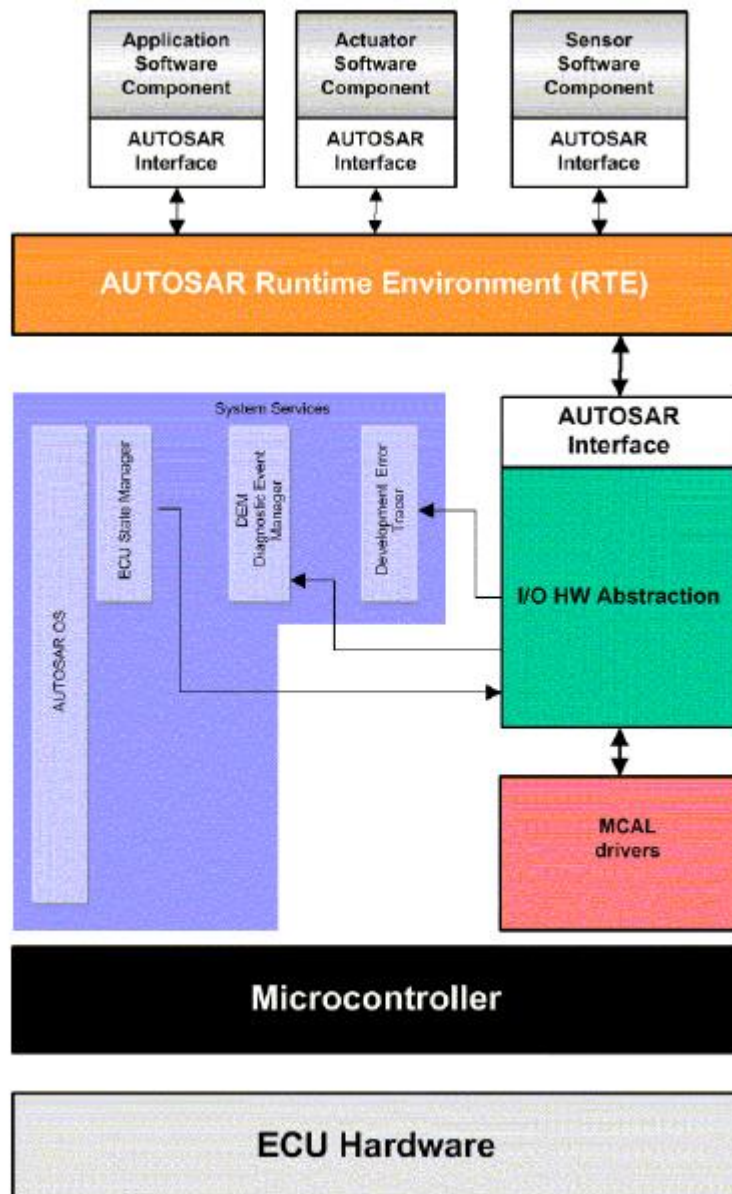 Application
Software
Component
AUTOSAR
Interface
Actuator
Software
Component
AUTOSAR
Interface
Sensor
Software
Component
AUTOSAR
Interface
AUTOSAR Runtime Environment (RTE)
System Services
AUTOSAR OS
ECU State Manager
DEM
Diagnostic Event
Manager
Development Error
Tracer
AUTOSAR
Interface
I/O HW Abstraction
MCAL
drivers
Microcontroller
ECU Hardware